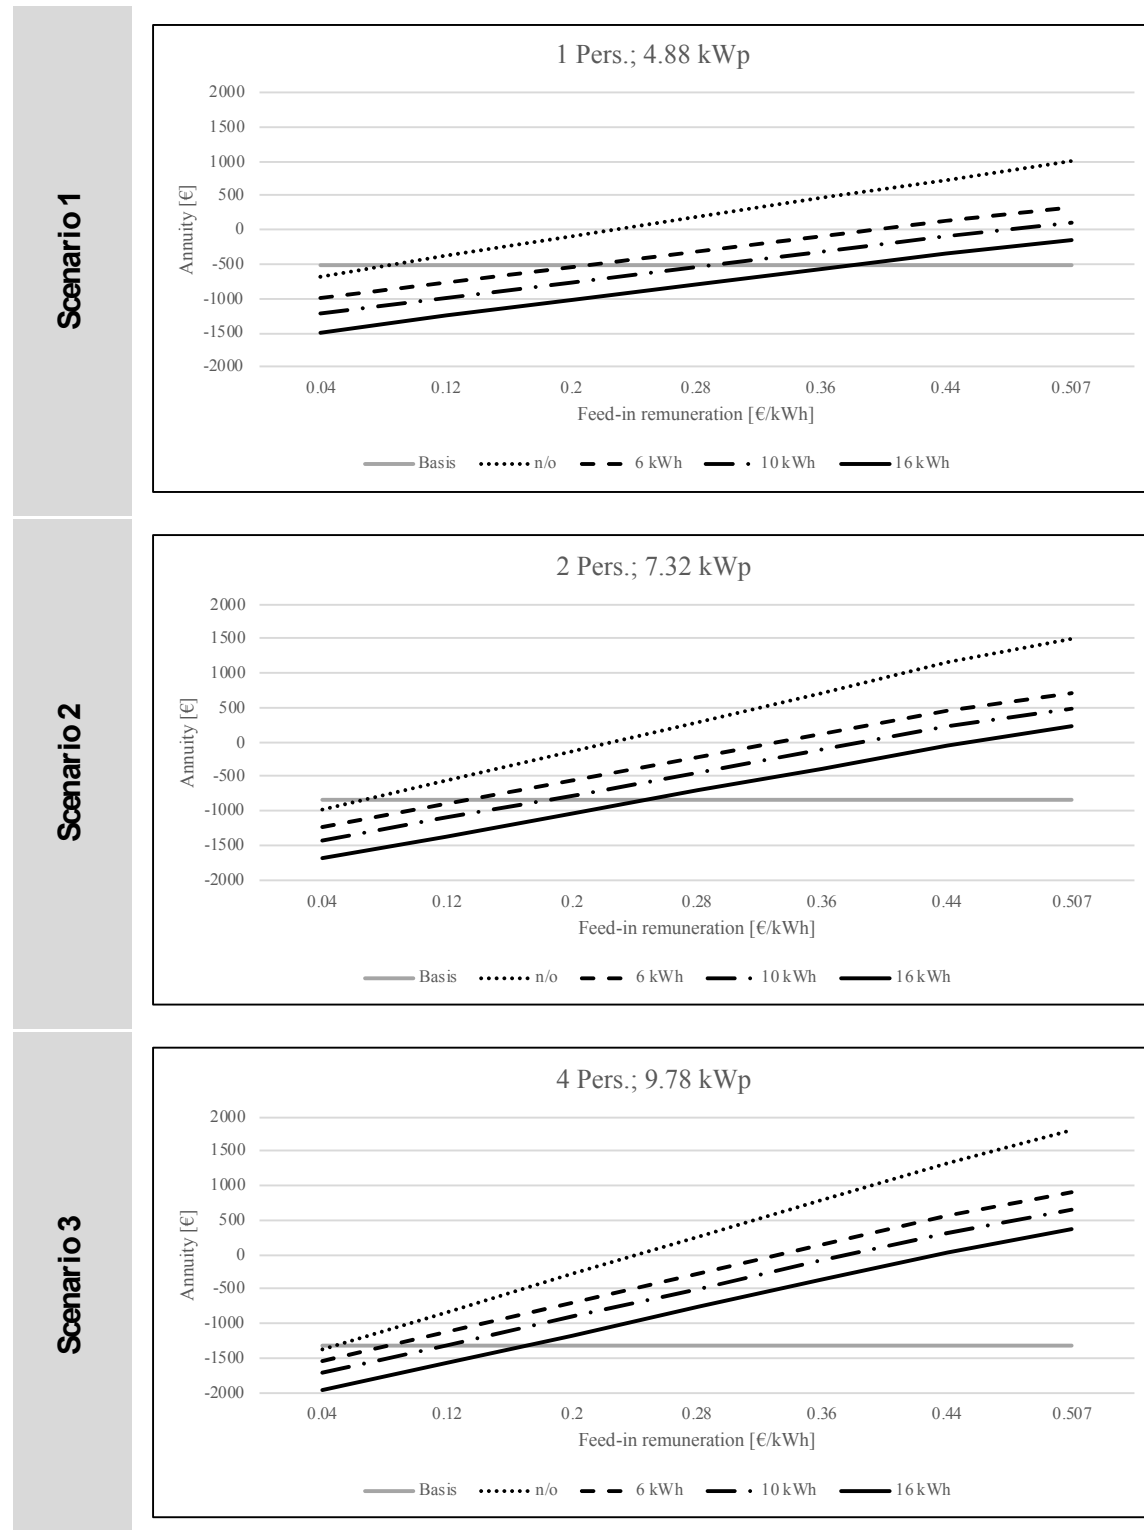 Scenario 1
1 Pers.; 4.88 kWp
Annuity [€]
2000
1500
1000
500
0
-500
-1000
-1500
-2000
0.04 0.12 0.2 0.28 0.36 0.44 0.507
Feed-in remuneration [€/kWh]
Basis n/o 6 kWh 10 kWh 16 kWh
Scenario 2
2 Pers.; 7.32 kWp
Annuity [€]
2000
1500
1000
500
0
-500
-1000
-1500
-2000
0.04 0.12 0.2 0.28 0.36 0.44 0.507
Feed-in remuneration [€/kWh]
Basis n/o 6 kWh 10 kWh 16 kWh
Scenario 3
4 Pers.; 9.78 kWp
Annuity [€]
2000
1500
1000
500
0
-500
-1000
-1500
-2000
0.04 0.12 0.2 0.28 0.36 0.44 0.507
Feed-in remuneration [€/kWh]
Basis n/o 6 kWh 10 kWh 16 kWh